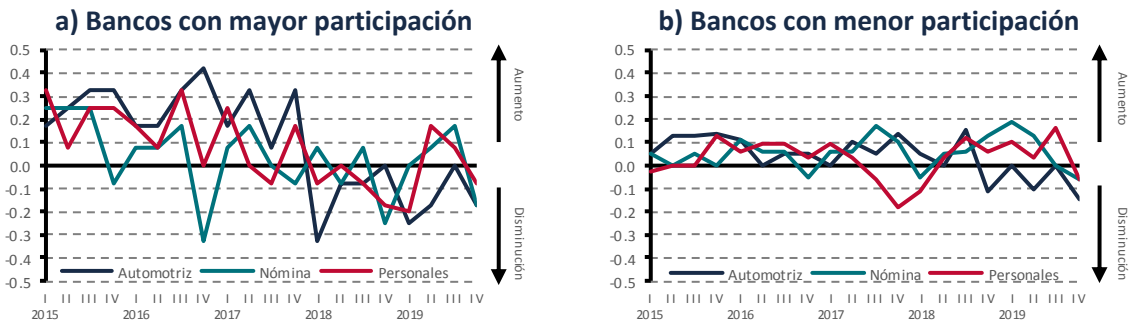 a) Bancos con mayor participación
0.5
0.4
0.3
0.2
0.1
0.0
-0.1
-0.2
-0.3
-0.4
-0.5
Automotriz Nómina Personales
I II III IV I II III IV I II III IV I II III IV I II III IV
2015 2016 2017 2018 2019
Aumento
Disminución
b) Bancos con menor participación
0.5
0.4
0.3
0.2
0.1
0.0
-0.1
-0.2
-0.3
-0.4
-0.5
Automotriz Nómina Personales
I II III IV I II III IV I II III IV I II III IV I II III IV
2015 2016 2017 2018 2019
Aumento
Disminución